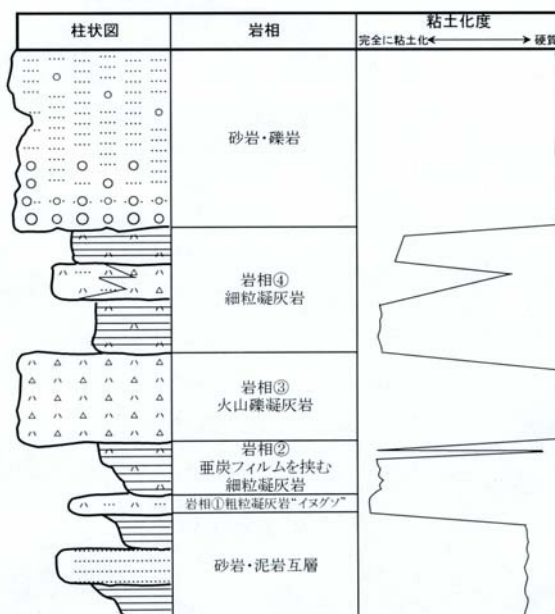 柱状図
岩相
粘土化度
完全に粘土化
硬質
砂岩・礫岩
岩相④
細粒凝灰岩
岩相③
火山礫凝灰岩
岩相②
亜炭フィルムを挟む
細粒凝灰岩
岩相①粗粒凝灰岩“イヌグソ”
砂岩・泥岩互層